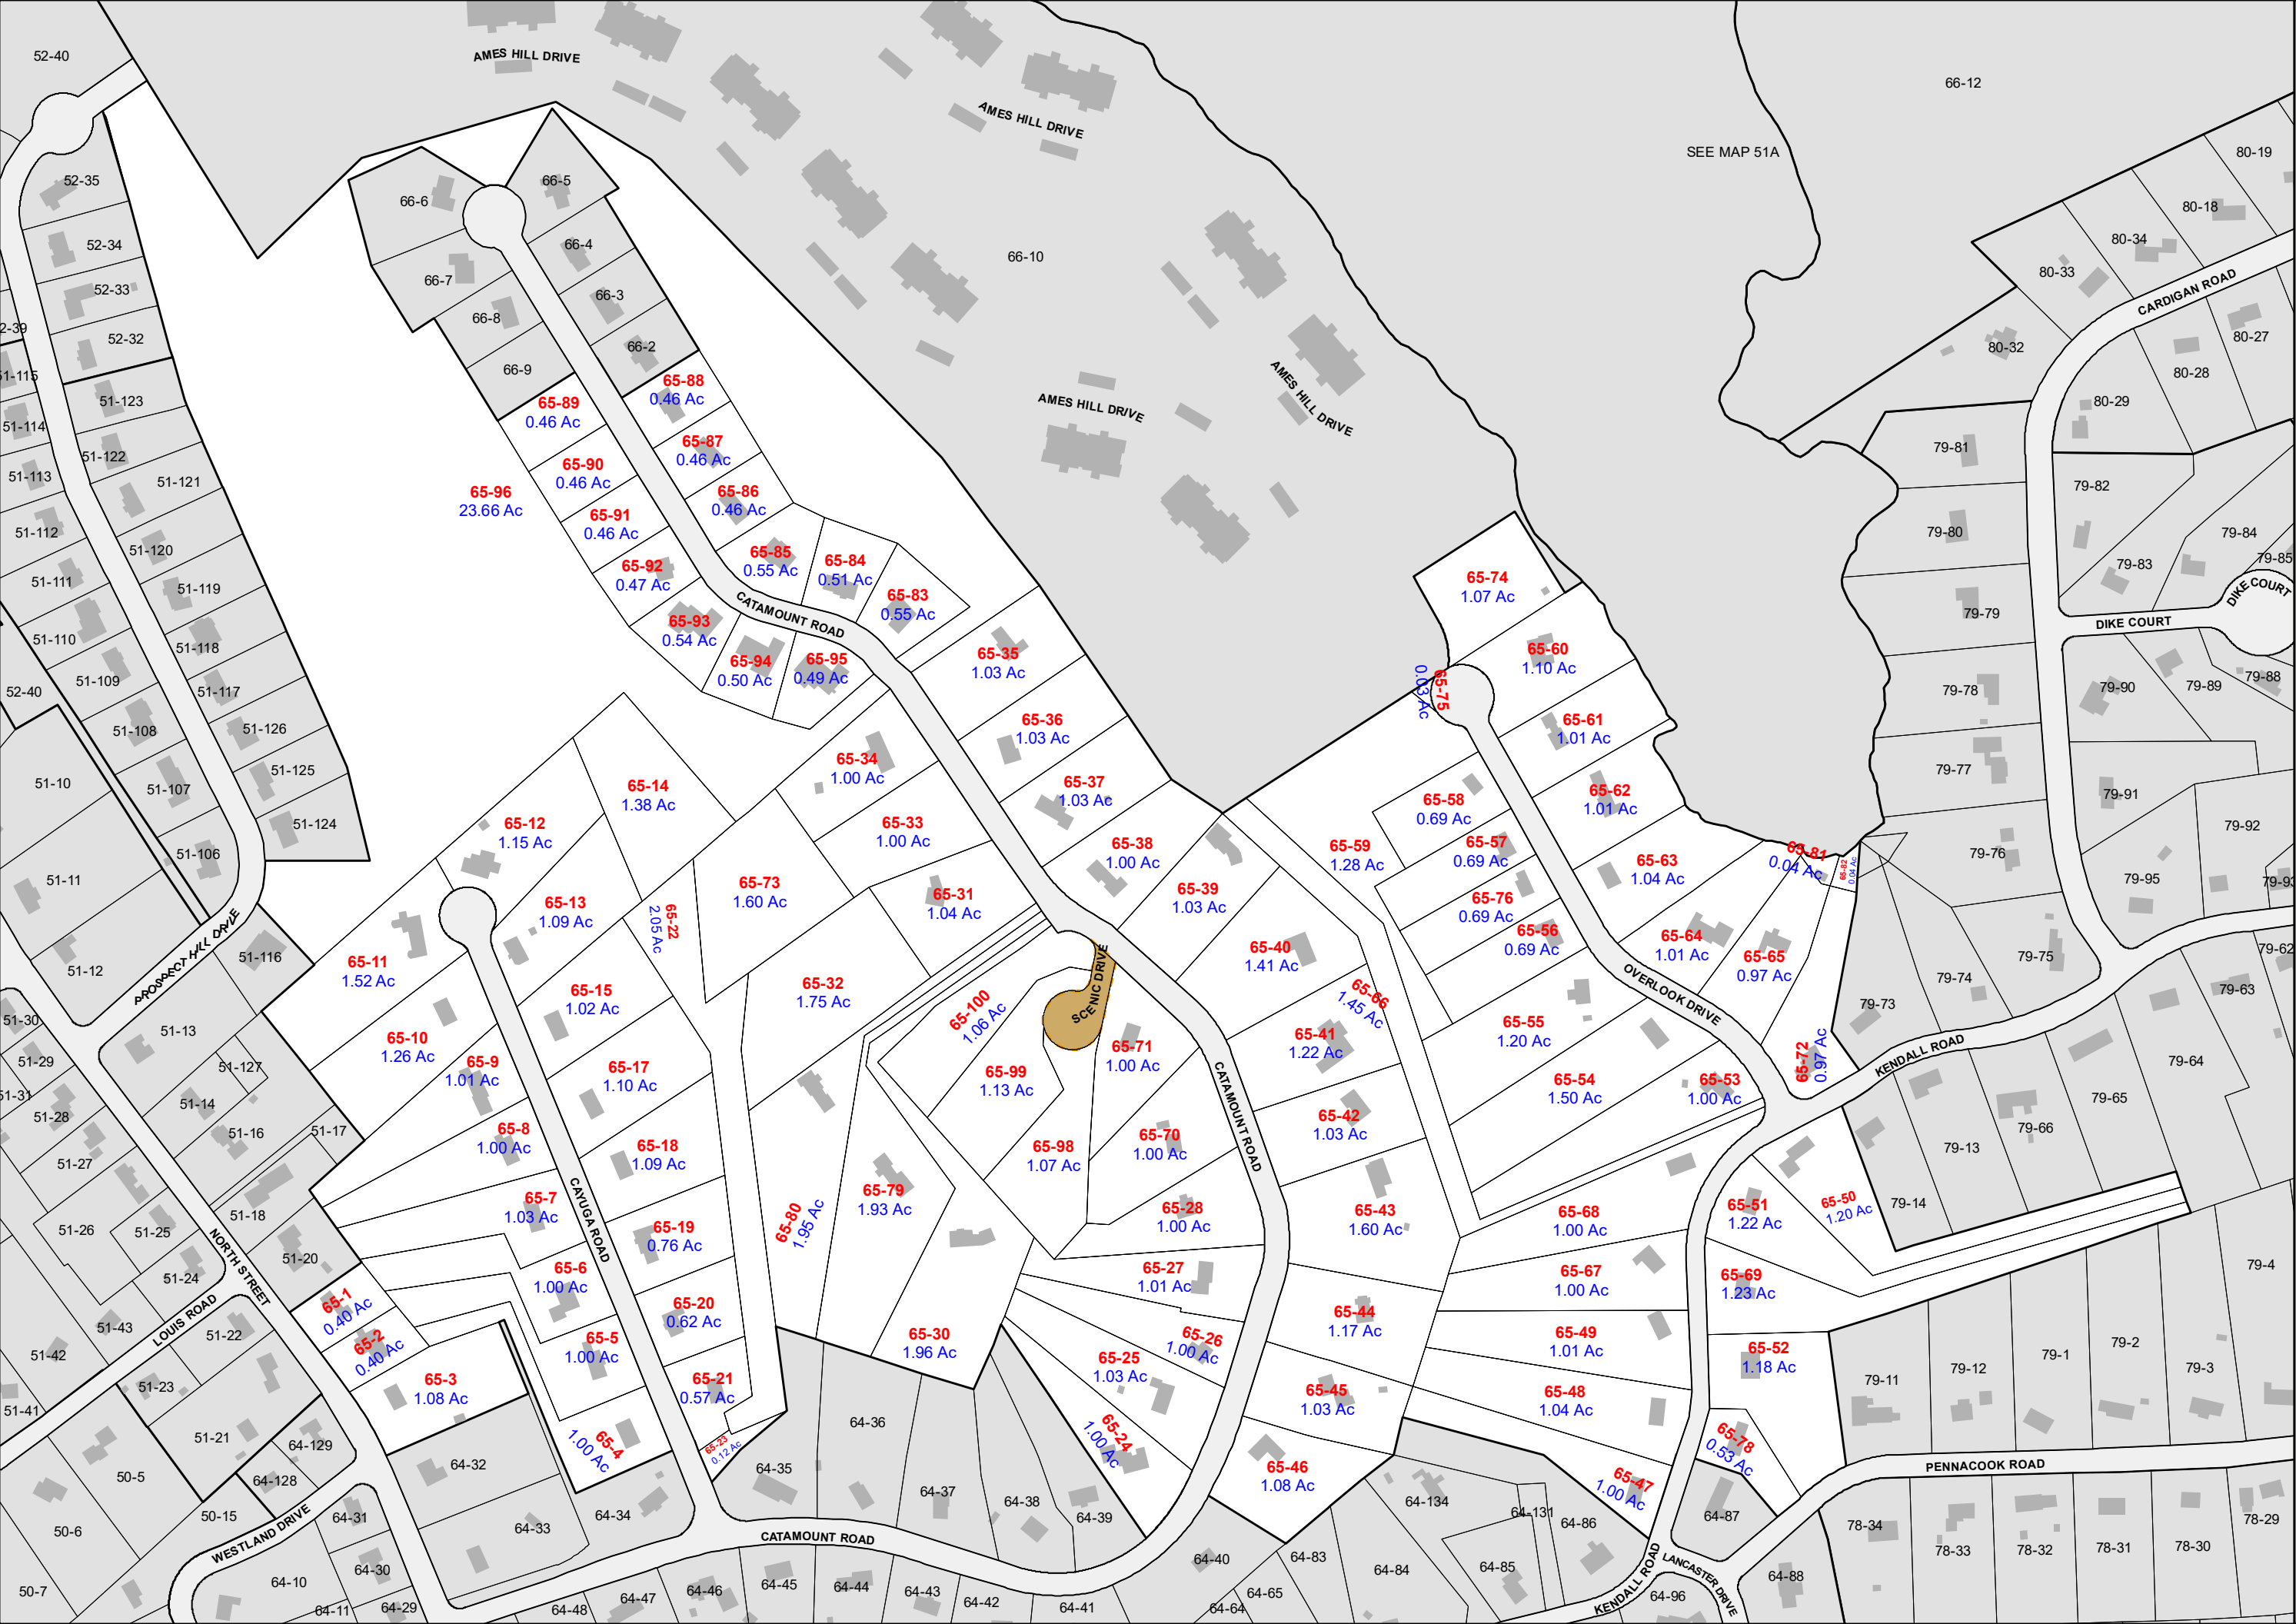 52-40
AMES HILL DRIVE
AMES HILL DRIVE
66-12
SEE MAP 51A
80-19
52-35
66-6
66-5
80-18
52-34
66-4
66-10
80-34
80-33
66-7
52-33
66-3
CARDIGAN ROAD
66-8
2-39
52-32
66-2
80-32
80-27
1-115
66-9
65-88
0.46 Ac
80-28
51-123
65-89
0.46 Ac
AMES HILL DRIVE
AMES HILL DRIVE
80-29
51-114
51-122
65-87
0.46 Ac
79-81
51-113
65-90
0.46 Ac
51-121
65-96
23.66 Ac
65-86
0.46 Ac
79-82
51-112
65-91
0.46 Ac
79-80
79-84
51-120
65-85
0.55 Ac
65-84
0.51 Ac
79-83
79-85
51-111
65-92
0.47 Ac
65-74
1.07 Ac
DIKE COURT
51-119
65-83
0.55 Ac
79-79
DIKE COURT
CATAMOUNT ROAD
51-110
65-93
0.54 Ac
51-118
65-35
1.03 Ac
65-60
1.10 Ac
65-94
0.50 Ac
65-95
0.49 Ac
51-109
52-40
51-117
65-75
0.03 Ac
79-78
79-90
79-89
79-88
51-108
51-126
65-36
1.03 Ac
65-61
1.01 Ac
65-34
1.00 Ac
51-10
51-125
79-77
51-107
65-14
1.38 Ac
65-37
1.03 Ac
65-58
0.69 Ac
65-62
1.01 Ac
79-91
51-124
65-12
1.15 Ac
65-33
1.00 Ac
79-92
51-106
65-38
1.00 Ac
65-59
1.28 Ac
65-57
0.69 Ac
65-63
1.04 Ac
65-81
0.04 Ac
65-82
0.04 Ac
79-76
51-11
65-73
1.60 Ac
65-31
1.04 Ac
65-39
1.03 Ac
79-95
79-93
65-13
1.09 Ac
65-22
2.05 Ac
65-76
0.69 Ac
65-56
0.69 Ac
65-64
1.01 Ac
PROSPECT HILL DRIVE
51-12
51-116
65-11
1.52 Ac
65-40
1.41 Ac
65-65
0.97 Ac
79-75
79-62
79-74
SCENIC DRIVE
65-32
1.75 Ac
65-15
1.02 Ac
65-66
1.45 Ac
OVERLOOK DRIVE
79-63
79-73
51-30
51-13
65-100
1.06 Ac
65-10
1.26 Ac
65-41
1.22 Ac
65-55
1.20 Ac
KENDALL ROAD
51-29
51-127
65-9
1.01 Ac
65-17
1.10 Ac
65-99
1.13 Ac
65-71
1.00 Ac
65-72
0.97 Ac
79-64
51-31
51-14
65-54
1.50 Ac
65-53
1.00 Ac
79-65
51-28
51-16
51-17
65-8
1.00 Ac
CATAMOUNT ROAD
65-42
1.03 Ac
79-66
51-27
65-18
1.09 Ac
65-98
1.07 Ac
65-70
1.00 Ac
79-13
65-79
1.93 Ac
51-18
65-7
1.03 Ac
CAYUGA ROAD
65-80
1.95 Ac
65-28
1.00 Ac
65-43
1.60 Ac
65-68
1.00 Ac
65-51
1.22 Ac
65-50
1.20 Ac
79-14
51-26
51-25
65-19
0.76 Ac
NORTH STREET
51-20
51-24
65-6
1.00 Ac
65-27
1.01 Ac
65-67
1.00 Ac
65-69
1.23 Ac
79-4
65-1
0.40 Ac
65-20
0.62 Ac
LOUIS ROAD
51-43
51-22
65-44
1.17 Ac
65-2
0.40 Ac
65-5
1.00 Ac
65-30
1.96 Ac
65-26
1.00 Ac
65-49
1.01 Ac
65-52
1.18 Ac
79-2
79-1
79-12
79-3
51-42
65-25
1.03 Ac
79-11
51-23
65-3
1.08 Ac
65-21
0.57 Ac
65-45
1.03 Ac
65-48
1.04 Ac
51-41
51-21
64-36
65-24
1.00 Ac
64-129
65-4
1.00 Ac
65-23
0.12 Ac
65-78
0.53 Ac
64-32
64-35
65-46
1.08 Ac
PENNACOOK ROAD
50-5
64-128
65-47
1.00 Ac
64-37
64-38
64-134
50-15
64-31
64-34
64-39
64-131
64-87
64-86
78-34
78-29
50-6
WESTLAND DRIVE
64-33
CATAMOUNT ROAD
78-33
78-32
78-31
78-30
64-40
64-83
64-84
64-85
KENDALL ROAD
LANCASTER DRIVE
64-88
64-30
50-7
64-10
64-45
64-44
64-43
64-46
64-47
64-42
64-65
64-96
64-11
64-29
64-48
64-41
64-64